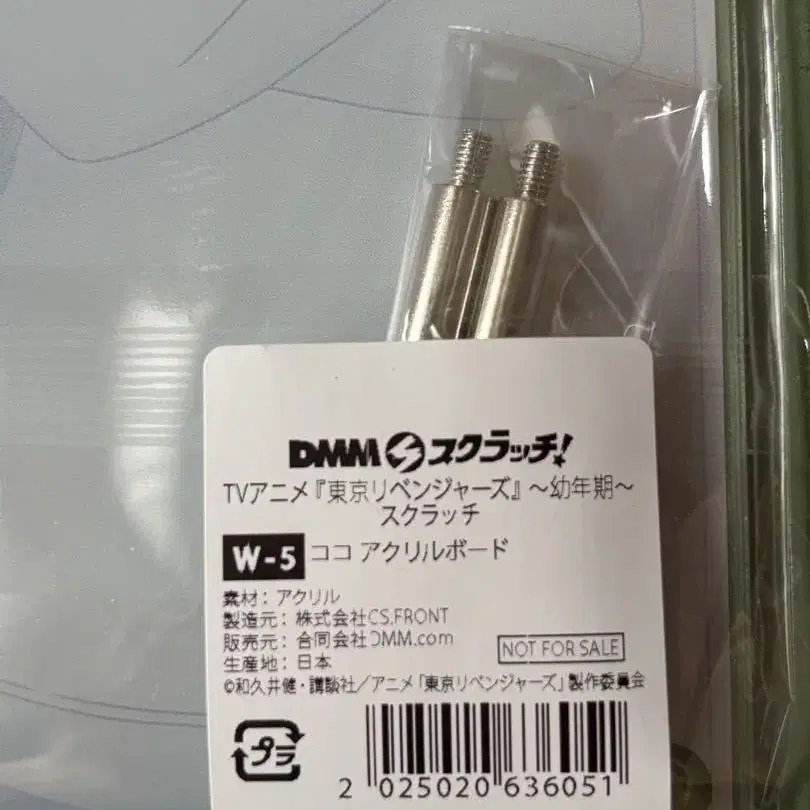 DMMスクラッチ!
TVアニメ『東京リベンジャーズ』～幼年期～
スクラッチ
W-5 ココ アクリルボード
素材: アクリル
製造元: 株式会社CS.FRONT
販売元: 合同会社DMM.com
生産地: 日本
NOT FOR SALE
©和久井健・講談社／アニメ「東京リベンジャーズ」製作委員会
プラ
2 025020 636051